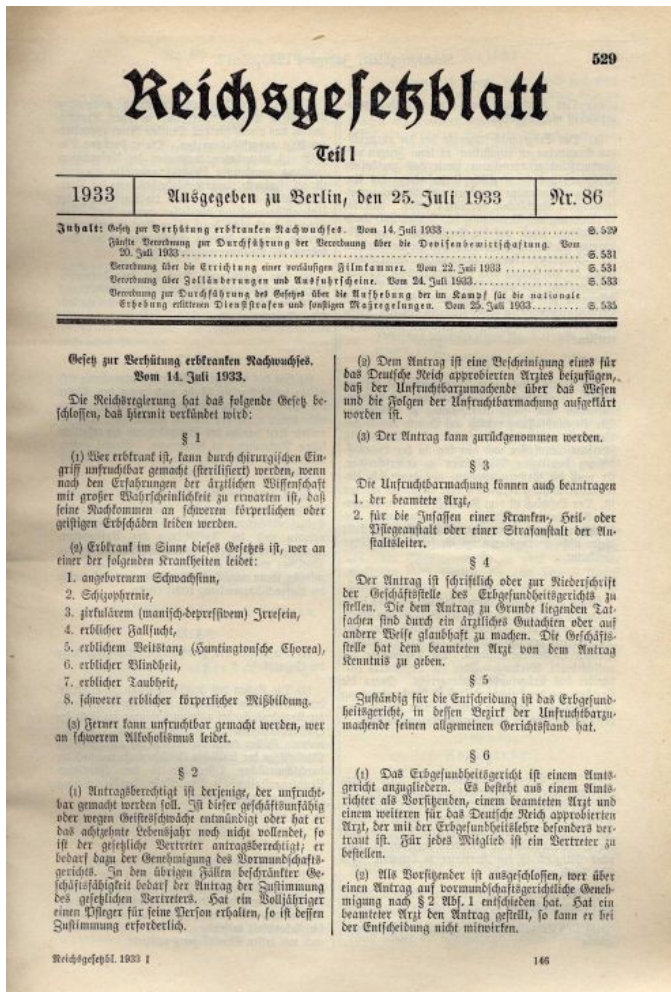 529
Reichsgesetzblatt
Teil I
1933
Ausgegeben zu Berlin, den 25. Juli 1933
Nr. 86
Inhalt: Gesetz zur Verhütung erbkranken Nachwuchses. Vom 14. Juli 1933 ........................ S. 529
Fünfte Verordnung zur Durchführung der Verordnung über die Devisenbewirtschaftung. Vom
20. Juli 1933 ........................ S. 531
Verordnung über die Errichtung einer vorläufigen Filmkammer. Vom 22. Juli 1933 ............ S. 531
Verordnung über Zolländerungen und Ausfuhrscheine. Vom 24. Juli 1933 ............ S. 533
Verordnung zur Durchführung des Gesetzes über die Aufhebung der im Kampf für die nationale
Erhebung erlittenen Dienststrafen und sonstigen Maßregelungen. Vom 25. Juli 1933 ........ S. 535
Gesetz zur Verhütung erbkranken Nachwuchses.
Vom 14. Juli 1933.
Die Reichsregierung hat das folgende Gesetz be-
schlossen, das hiermit verkündet wird:
§ 1
(1) Wer erbkrank ist, kann durch chirurgischen Ein-
griff unfruchtbar gemacht (sterilisiert) werden, wenn
nach den Erfahrungen der ärztlichen Wissenschaft
mit großer Wahrscheinlichkeit zu erwarten ist, daß
seine Nachkommen an schweren körperlichen oder
geistigen Erbschäden leiden werden.
(2) Erbkrank im Sinne dieses Gesetzes ist, wer an
einer der folgenden Krankheiten leidet:
1. angeborenem Schwachsinn,
2. Schizophrenie,
3. zirkulärem (manisch-depressivem) Irresein,
4. erblicher Fallsucht,
5. erblichem Veitstanz (Huntingtonsche Chorea),
6. erblicher Blindheit,
7. erblicher Taubheit,
8. schwerer erblicher körperlicher Mißbildung.
(3) Ferner kann unfruchtbar gemacht werden, wer
an schwerem Alkoholismus leidet.
§ 2
(1) Antragsberechtigt ist derjenige, der unfrucht-
bar gemacht werden soll. Ist dieser geschäftsunfähig
oder wegen Geistesschwäche entmündigt oder hat er
das achtzehnte Lebensjahr noch nicht vollendet, so
ist der gesetzliche Vertreter antragsberechtigt; er
bedarf dazu der Genehmigung des Vormundschafts-
gerichts. In den übrigen Fällen beschränkter Ge-
schäftsfähigkeit bedarf der Antrag der Zustimmung
des gesetzlichen Vertreters. Hat ein Volljähriger
einen Pfleger für seine Person erhalten, so ist dessen
Zustimmung erforderlich.
(2) Dem Antrag ist eine Bescheinigung eines für
das Deutsche Reich approbierten Arztes beizufügen,
daß der Unfruchtbarzumachende über das Wesen
und die Folgen der Unfruchtbarmachung aufgeklärt
worden ist.
(3) Der Antrag kann zurückgenommen werden.
§ 3
Die Unfruchtbarmachung können auch beantragen
1. der beamtete Arzt,
2. für die Insassen einer Kranken-, Heil- oder
Pflegeanstalt oder einer Strafanstalt der An-
staltsleiter.
§ 4
Der Antrag ist schriftlich oder zur Niederschrift
der Geschäftsstelle des Erbgesundheitsgerichts zu
stellen. Die dem Antrag zu Grunde liegenden Tat-
sachen sind durch ein ärztliches Gutachten oder auf
andere Weise glaubhaft zu machen. Die Geschäfts-
stelle hat dem beamteten Arzt von dem Antrag
Kenntnis zu geben.
§ 5
Zuständig für die Entscheidung ist das Erbgesund-
heitsgericht, in dessen Bezirk der Unfruchtbarzu-
machende seinen allgemeinen Gerichtsstand hat.
§ 6
(1) Das Erbgesundheitsgericht ist einem Amts-
gericht anzugliedern. Es besteht aus einem Amts-
richter als Vorsitzenden, einem beamteten Arzt und
einem weiteren für das Deutsche Reich approbierten
Arzt, der mit der Erbgesundheitslehre besonders ver-
traut ist. Für jedes Mitglied ist ein Vertreter zu
bestellen.
(2) Als Vorsitzender ist ausgeschlossen, wer über
einen Antrag auf vormundschaftsgerichtliche Geneh-
migung nach § 2 Abs. 1 entschieden hat. Hat ein
beamteter Arzt den Antrag gestellt, so kann er bei
der Entscheidung nicht mitwirken.
Reichsgesetzbl. 1933 I
146